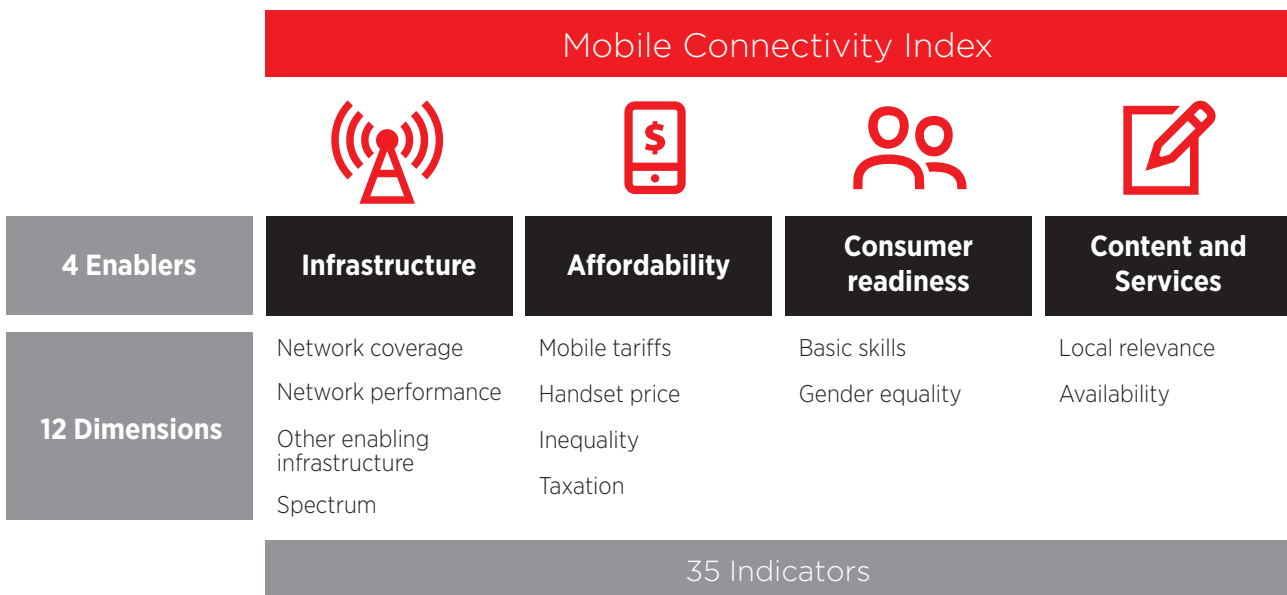 Mobile Connectivity Index
$
4 Enablers
Infrastructure
Affordability
Consumer
readiness
Content and
Services
12 Dimensions
Network coverage
Network performance
Other enabling
infrastructure
Spectrum
Mobile tariffs
Handset price
Inequality
Taxation
Basic skills
Gender equality
Local relevance
Availability
35 Indicators